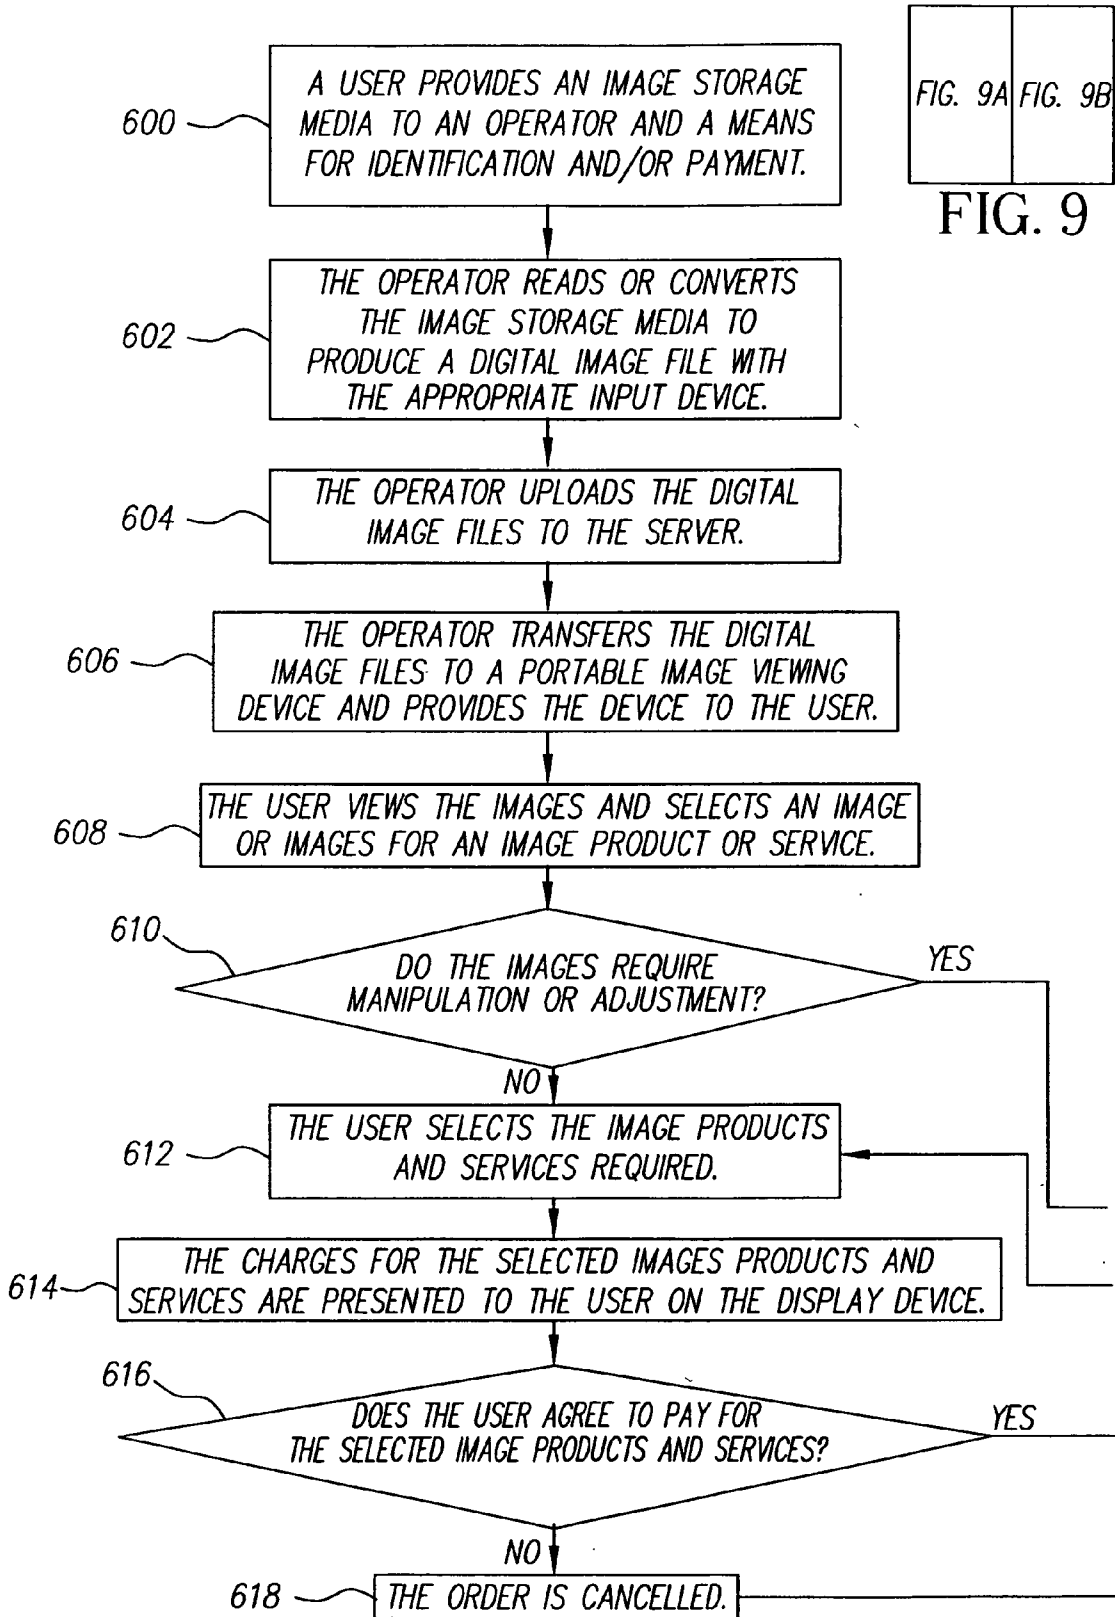 FIG. 9A FIG. 9B
FIG. 9
600
A USER PROVIDES AN IMAGE STORAGE
MEDIA TO AN OPERATOR AND A MEANS
FOR IDENTIFICATION AND/OR PAYMENT.
602
THE OPERATOR READS OR CONVERTS
THE IMAGE STORAGE MEDIA TO
PRODUCE A DIGITAL IMAGE FILE WITH
THE APPROPRIATE INPUT DEVICE.
604
THE OPERATOR UPLOADS THE DIGITAL
IMAGE FILES TO THE SERVER.
606
THE OPERATOR TRANSFERS THE DIGITAL
IMAGE FILES TO A PORTABLE IMAGE VIEWING
DEVICE AND PROVIDES THE DEVICE TO THE USER.
608
THE USER VIEWS THE IMAGES AND SELECTS AN IMAGE
OR IMAGES FOR AN IMAGE PRODUCT OR SERVICE.
610
DO THE IMAGES REQUIRE
MANIPULATION OR ADJUSTMENT?
YES
NO
612
THE USER SELECTS THE IMAGE PRODUCTS
AND SERVICES REQUIRED.
614
THE CHARGES FOR THE SELECTED IMAGES PRODUCTS AND
SERVICES ARE PRESENTED TO THE USER ON THE DISPLAY DEVICE.
616
DOES THE USER AGREE TO PAY FOR
THE SELECTED IMAGE PRODUCTS AND SERVICES?
YES
NO
618
THE ORDER IS CANCELLED.